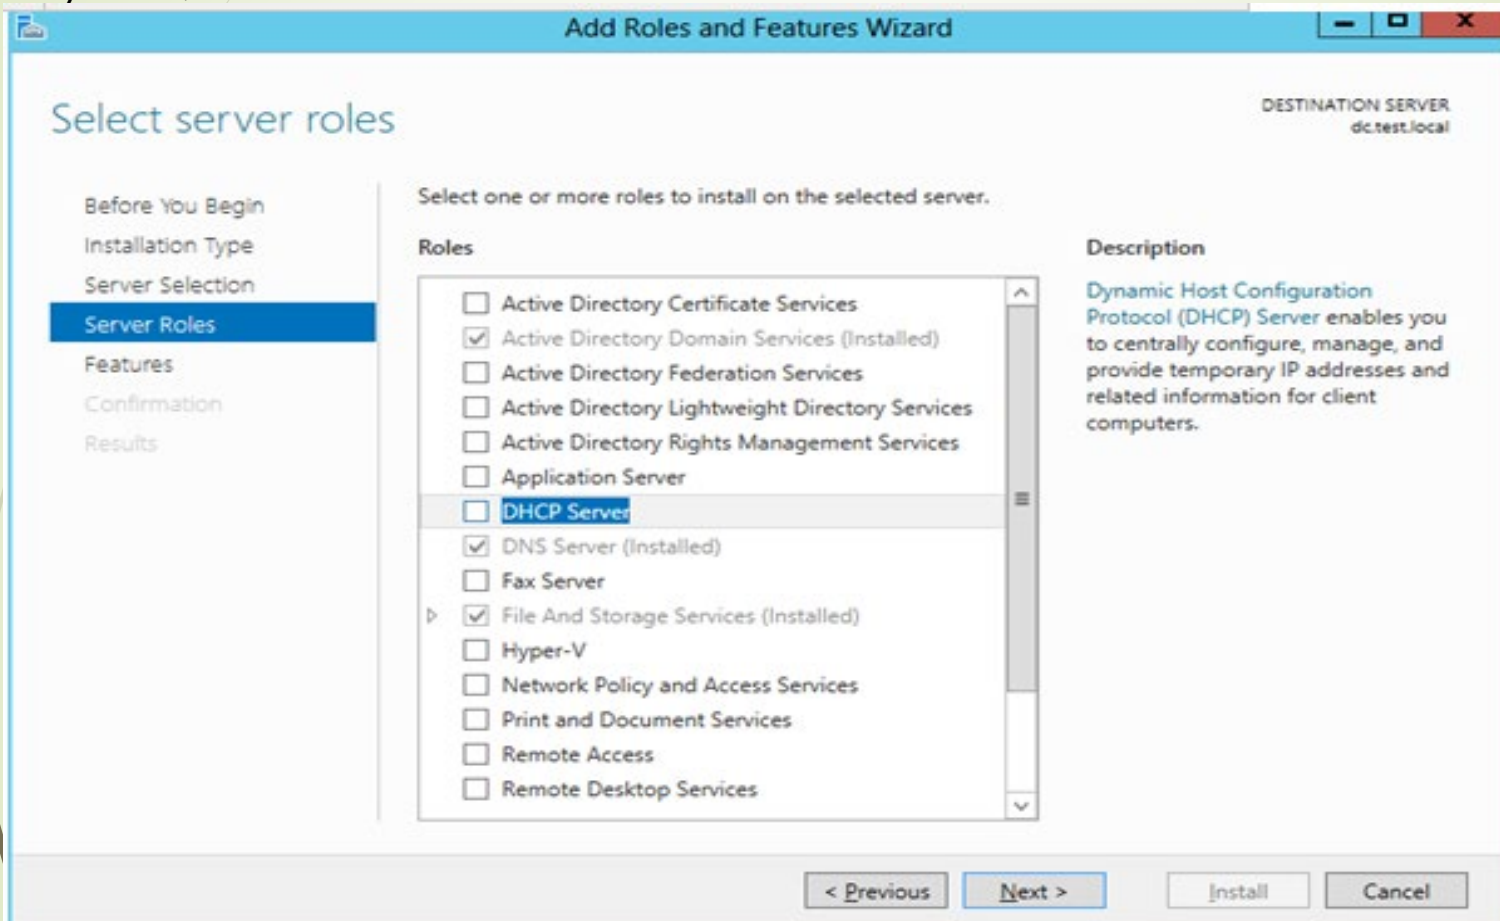 Add Roles and Features Wizard
Select server roles
DESTINATION SERVER
dc.test.local
Before You Begin
Installation Type
Server Selection
Server Roles
Features
Confirmation
Results
Select one or more roles to install on the selected server.
Roles
Active Directory Certificate Services
Active Directory Domain Services (Installed)
Active Directory Federation Services
Active Directory Lightweight Directory Services
Active Directory Rights Management Services
Application Server
DHCP Server
DNS Server (Installed)
Fax Server
File And Storage Services (Installed)
Hyper-V
Network Policy and Access Services
Print and Document Services
Remote Access
Remote Desktop Services
Description
Dynamic Host Configuration
Protocol (DHCP) Server enables you
to centrally configure, manage, and
provide temporary IP addresses and
related information for client
computers.
< Previous
Next >
Install
Cancel